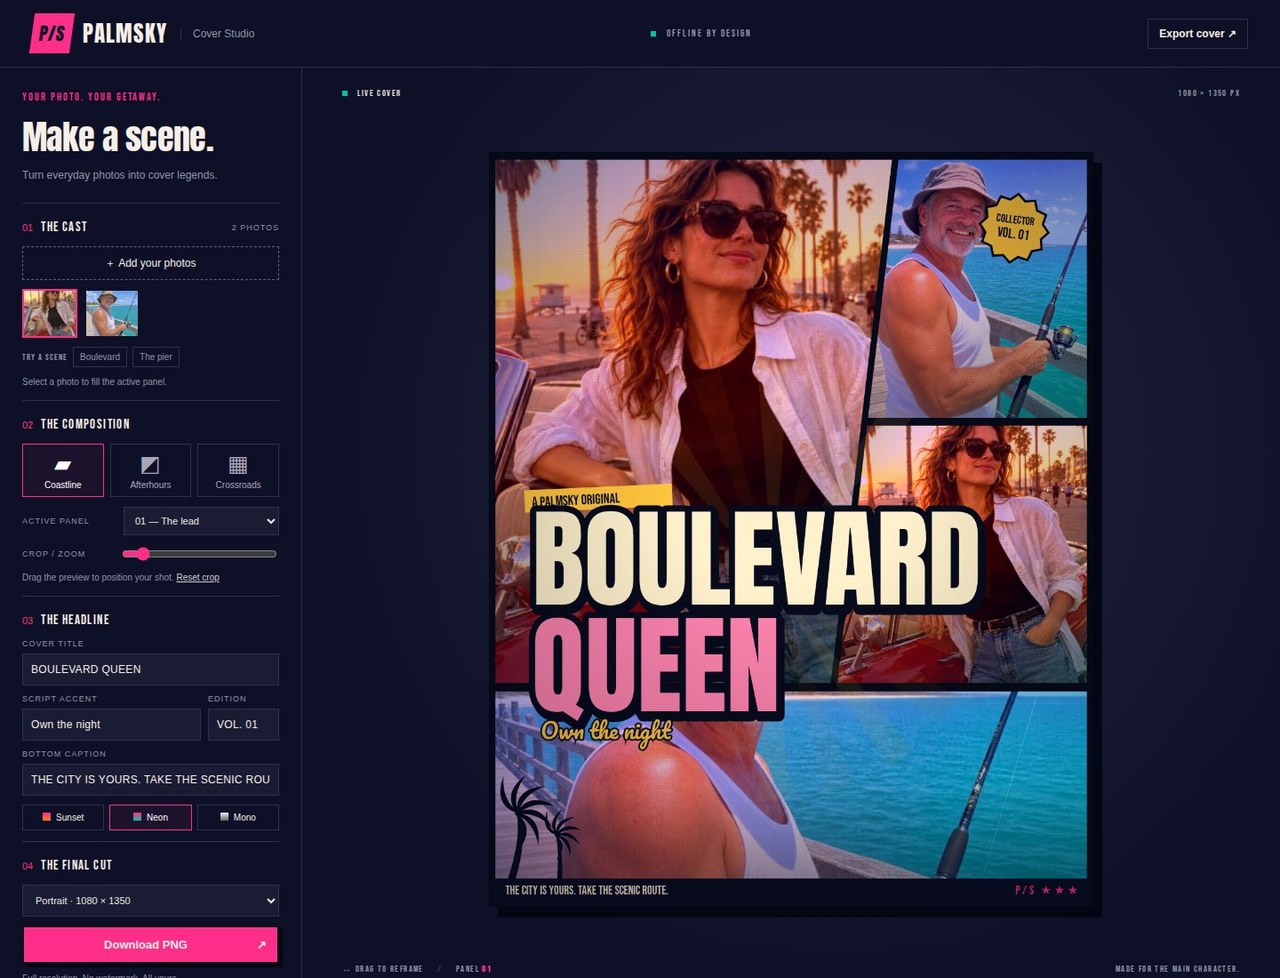 P/S PALMSKY Cover Studio
OFFLINE BY DESIGN
Export cover ↗
YOUR PHOTO. YOUR GETAWAY.
Make a scene.
Turn everyday photos into cover legends.
01 THE CAST 2 PHOTOS
+ Add your photos
TRY A SCENE Boulevard The pier
Select a photo to fill the active panel.
02 THE COMPOSITION
Coastline Afterhours Crossroads
ACTIVE PANEL 01 — The lead
CROP / ZOOM
Drag the preview to position your shot. Reset crop
03 THE HEADLINE
COVER TITLE
BOULEVARD QUEEN
SCRIPT ACCENT EDITION
Own the night VOL. 01
BOTTOM CAPTION
THE CITY IS YOURS. TAKE THE SCENIC ROU
Sunset Neon Mono
04 THE FINAL CUT
Portrait · 1080 × 1350
Download PNG ↗
Full resolution. No watermark. All yours.
LIVE COVER
1080 × 1350 PX
COLLECTOR
VOL. 01
A PALMSKY ORIGINAL
BOULEVARD
QUEEN
Own the night
THE CITY IS YOURS. TAKE THE SCENIC ROUTE.
P/S ★ ★ ★
↔ DRAG TO REFRAME / PANEL 01
MADE FOR THE MAIN CHARACTER.